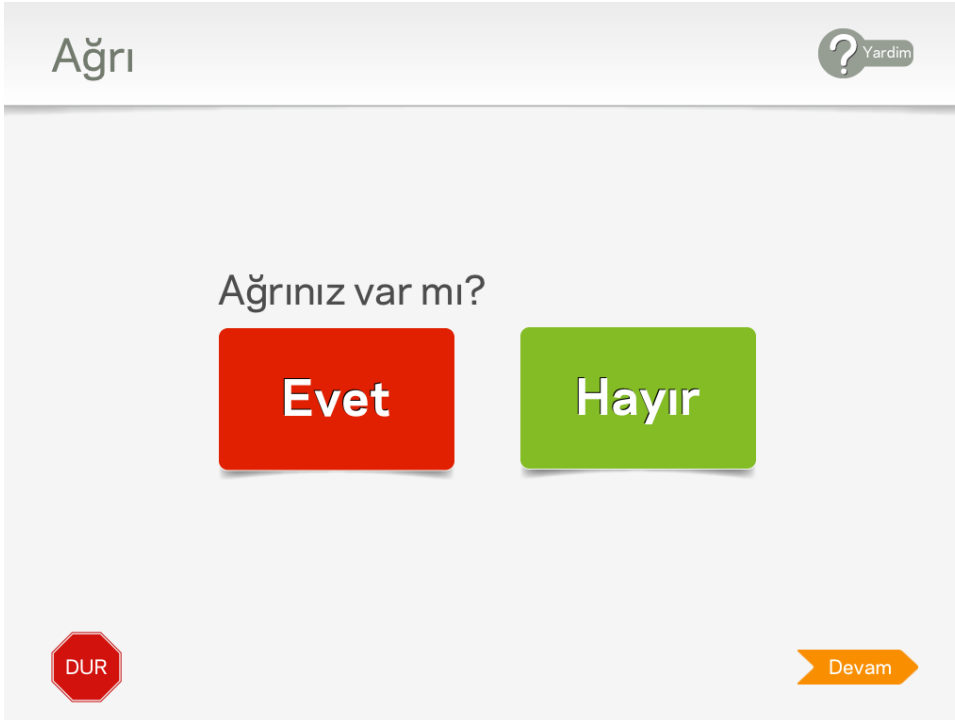 Ağrı
Yardim
Ağrınız var mı?
Evet
Hayır
DUR
Devam